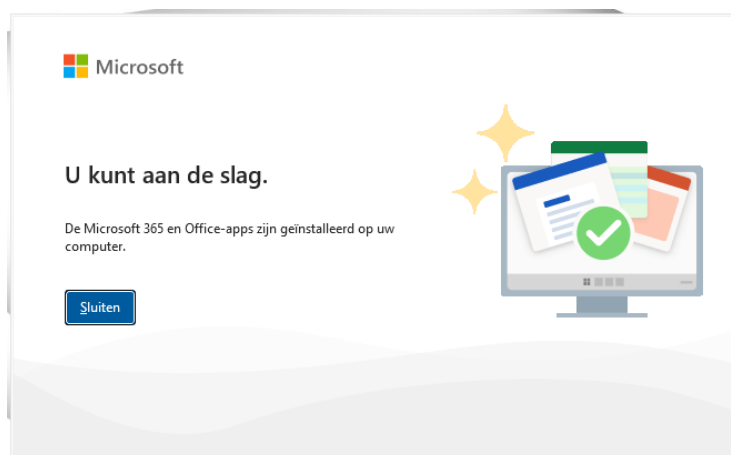 Microsoft
U kunt aan de slag.
De Microsoft 365 en Office-apps zijn geïnstalleerd op uw
computer.
Sluiten